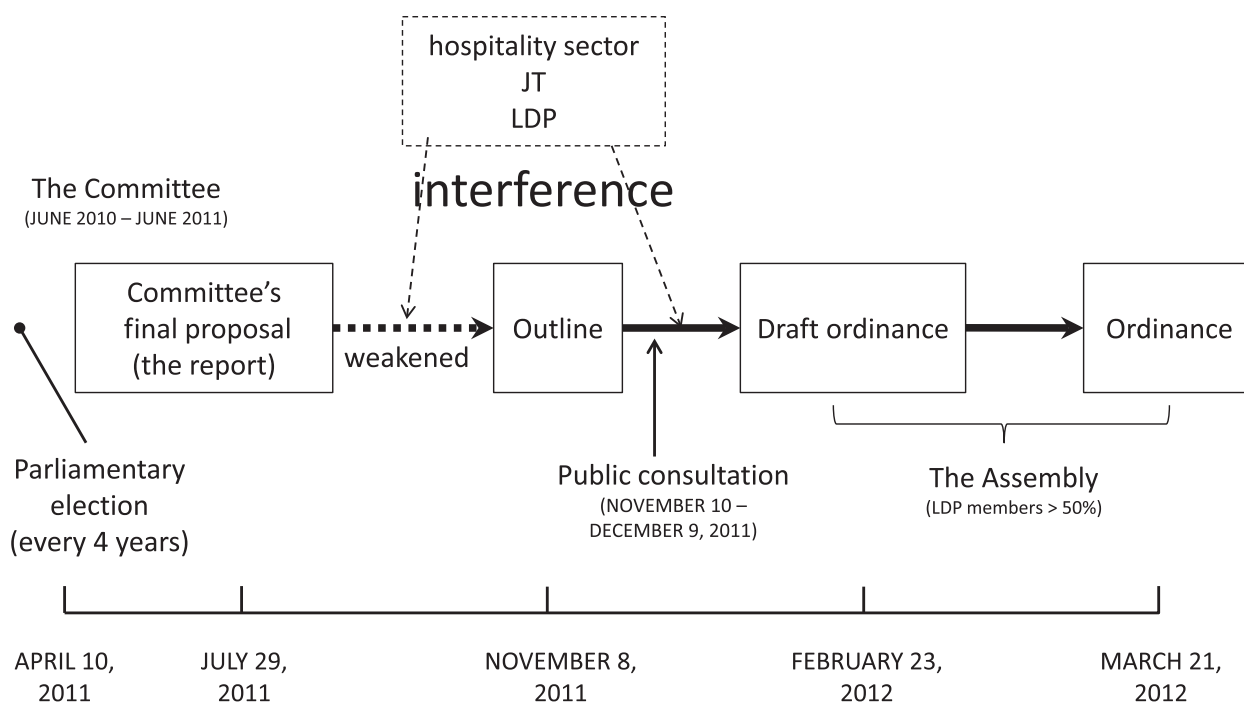 hospitality sector
JT
LDP
interference
The Committee
(JUNE 2010 – JUNE 2011)
Committee's
final proposal
(the report)
weakened
Outline
Draft ordinance
Ordinance
Parliamentary
election
(every 4 years)
Public consultation
(NOVEMBER 10 –
DECEMBER 9, 2011)
The Assembly
(LDP members > 50%)
APRIL 10,
2011
JULY 29,
2011
NOVEMBER 8,
2011
FEBRUARY 23,
2012
MARCH 21,
2012